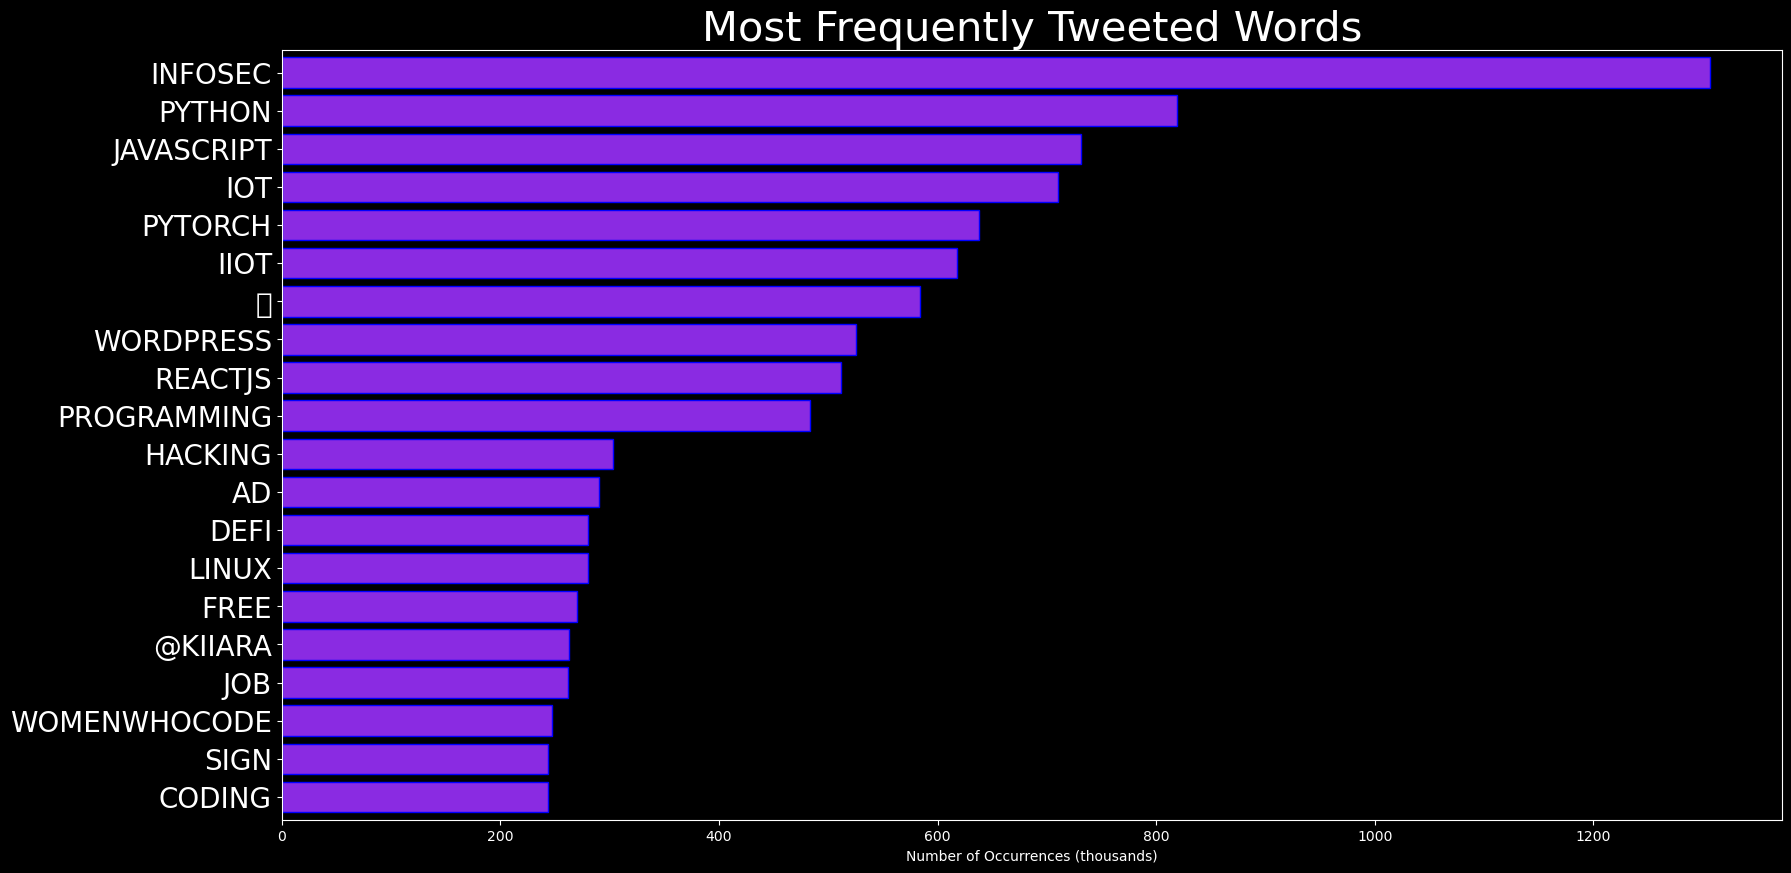 Most Frequently Tweeted Words
INFOSEC
PYTHON
JAVASCRIPT
IOT
PYTORCH
IIOT
WORDPRESS
REACTJS
PROGRAMMING
HACKING
AD
DEFI
LINUX
FREE
@KIIARA
JOB
WOMENWHOCODE
SIGN
CODING
0 200 400 600 800 1000 1200
Number of Occurrences (thousands)